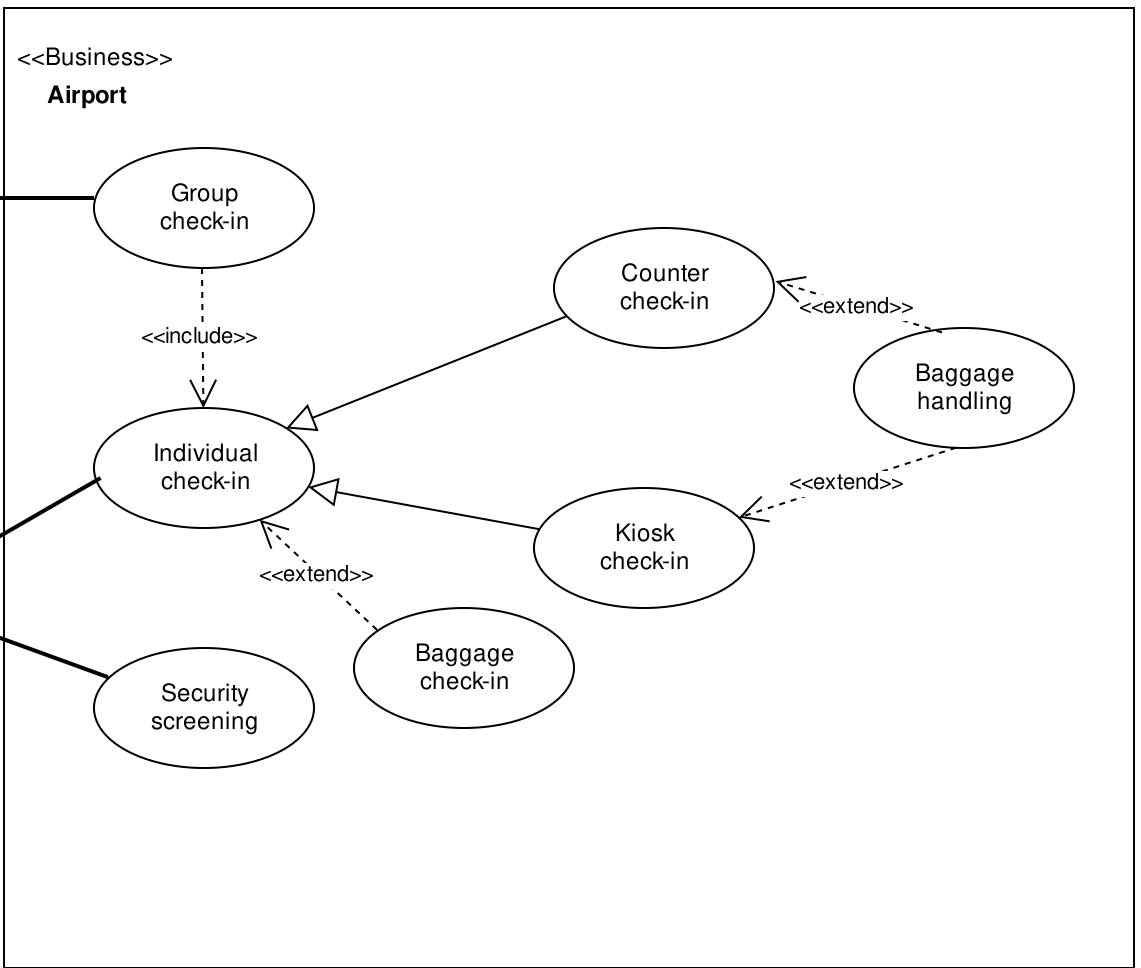 <<Business>>
Airport
Group
check-in
<<include>>
Counter
check-in
<<extend>>
Baggage
handling
Individual
check-in
<<extend>>
Kiosk
check-in
<<extend>>
Baggage
check-in
Security
screening